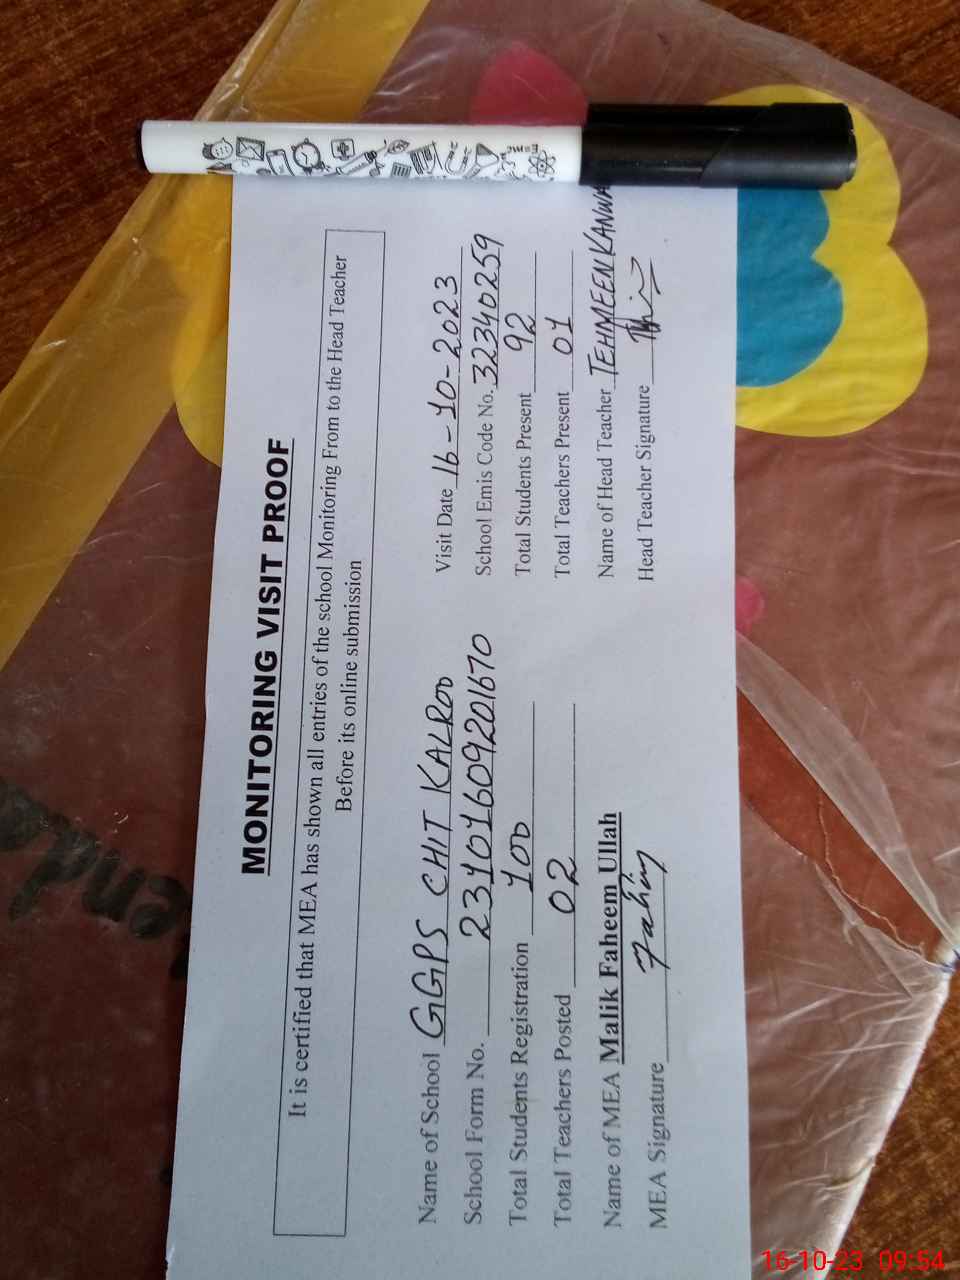 MONITORING VISIT PROOF
It is certified that MEA has shown all entries of the school Monitoring From to the Head Teacher
Before its online submission
Name of School GGPS CHIT KALROO Visit Date 16-10-2023
School Form No. 23101609201670 School Emis Code No. 32340259
Total Students Registration 100 Total Students Present 92
Total Teachers Posted 02 Total Teachers Present 01
Name of MEA Malik Faheem Ullah Name of Head Teacher TEHMEEN KANWA
MEA Signature Fahim Head Teacher Signature
E=mc
16-10-23 09:54